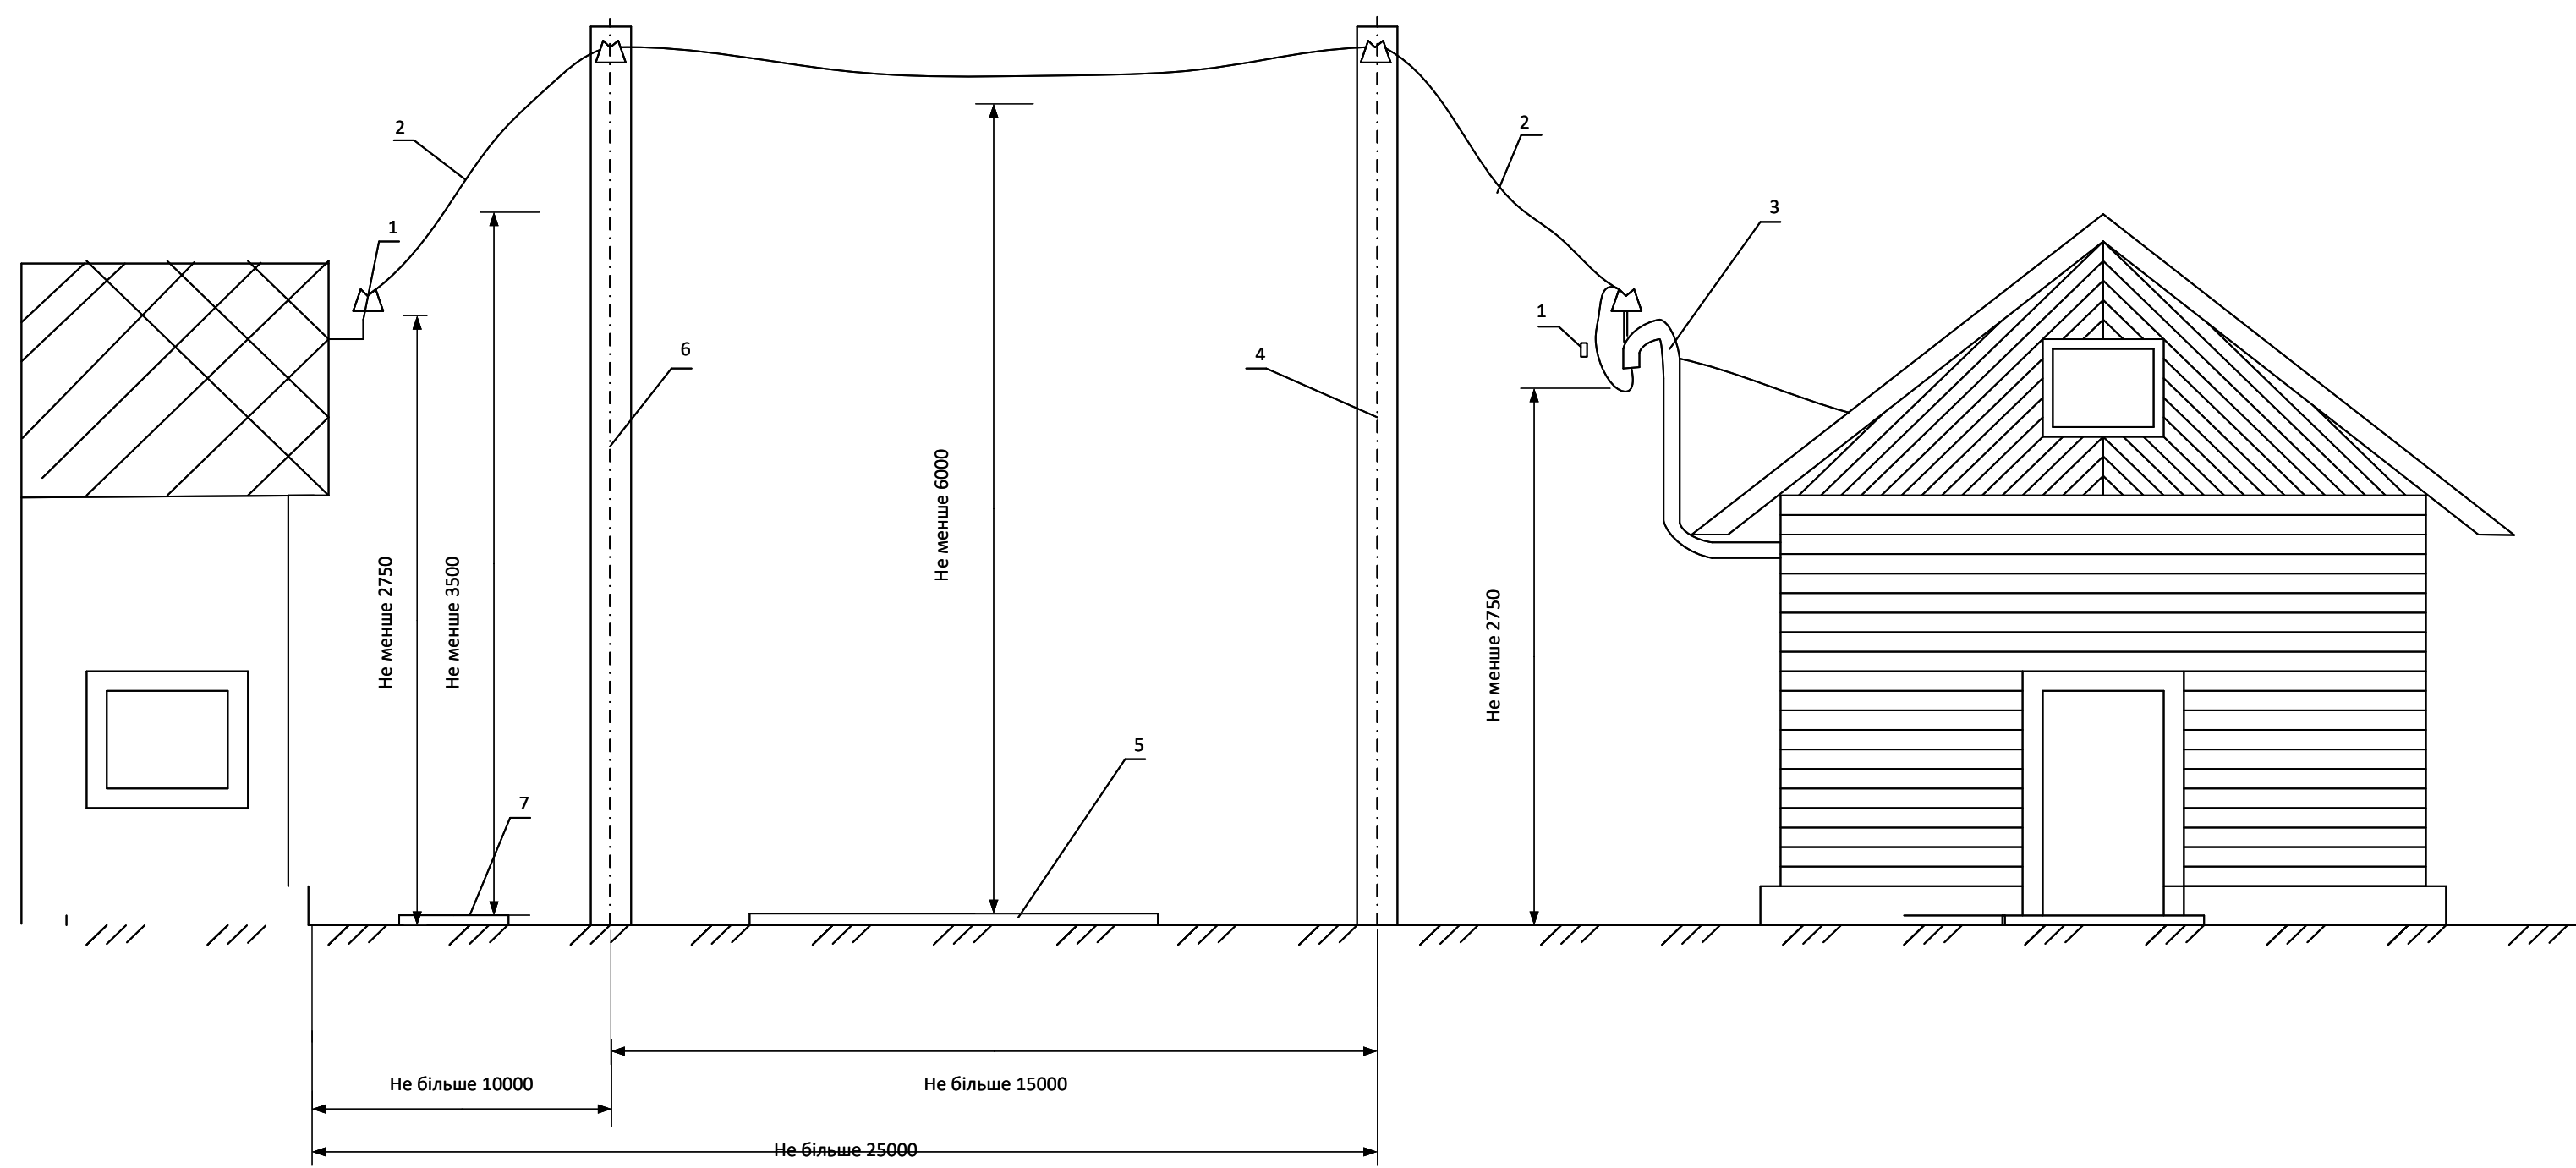 2
2
1
3
1
6
4
Не менше 2750
Не менше 3500
Не менше 6000
Не менше 2750
5
7
Не більше 10000
Не більше 15000
Не більше 25000